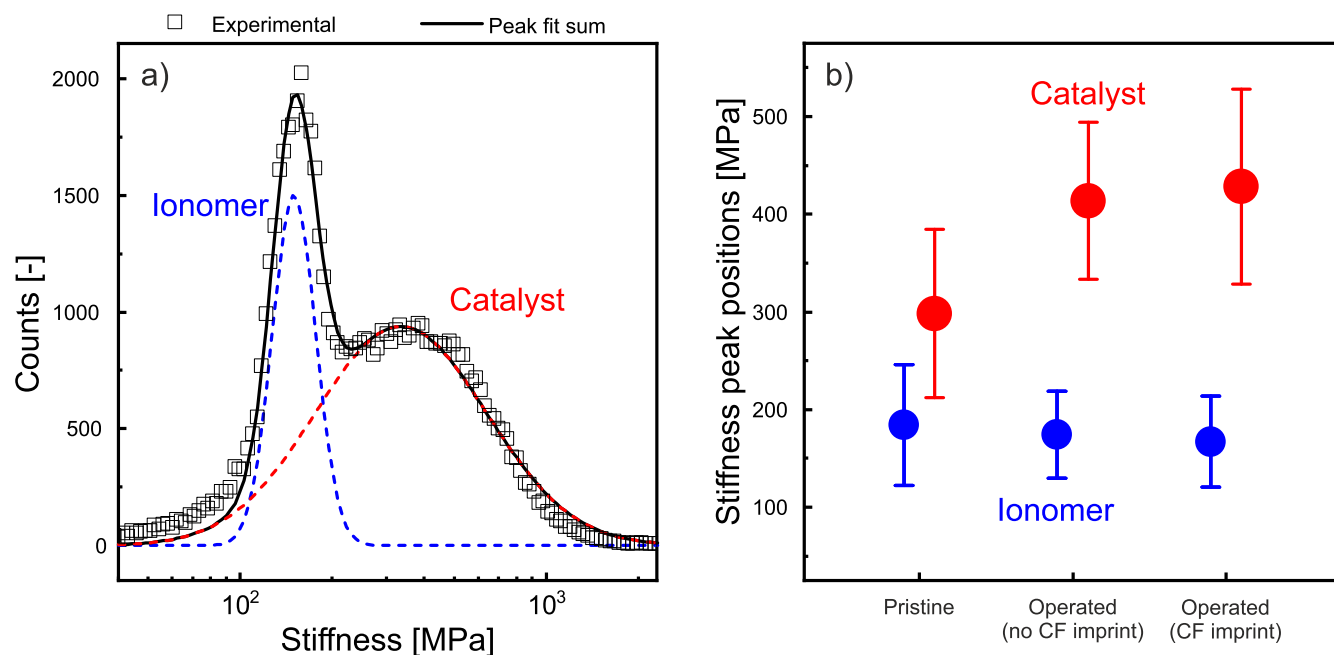 Experimental
Peak fit sum
a)
2000
1500
1000
500
0
Counts [-]
Ionomer
Catalyst
10²
10³
Stiffness [MPa]
b)
Stiffness peak positions [MPa]
500
400
300
200
100
Catalyst
Ionomer
Pristine
Operated
(no CF imprint)
Operated
(CF imprint)